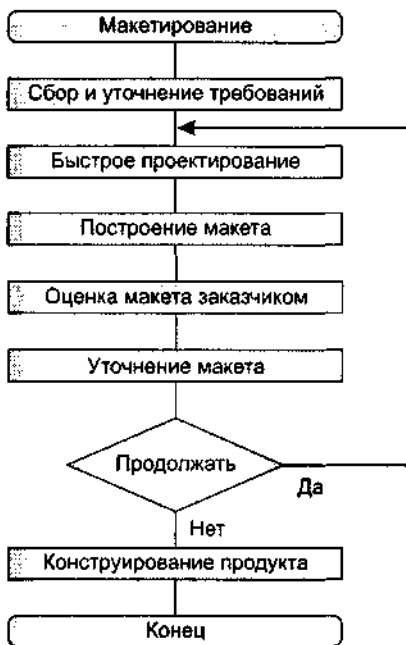 Макетирование
Сбор и уточнение требований
Быстрое проектирование
Построение макета
Оценка макета заказчиком
Уточнение макета
Продолжать
Да
Нет
Конструирование продукта
Конец